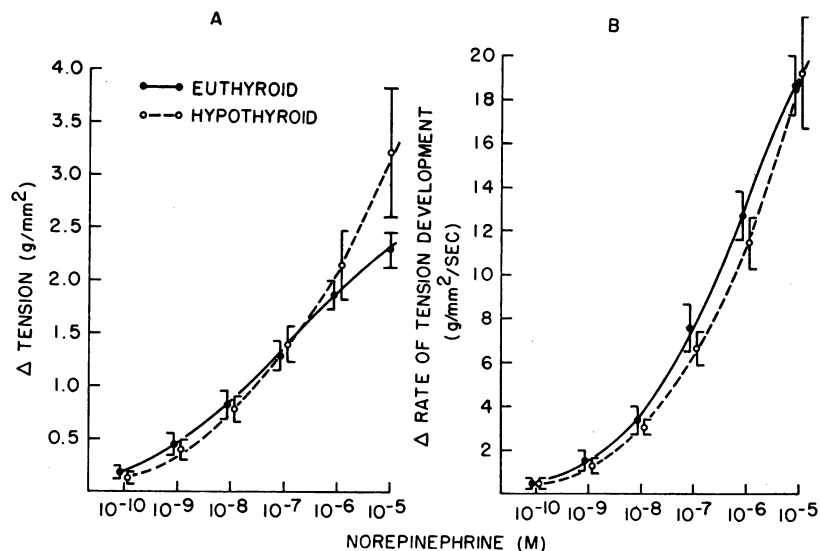 A
B
4.0
3.5
3.0
2.5
2.0
1.5
1.0
0.5
Δ TENSION (g/mm²)
EUTHYROID
HYPOTHYROID
10⁻¹⁰ 10⁻⁹ 10⁻⁸ 10⁻⁷ 10⁻⁶ 10⁻⁵
20
18
16
14
12
10
8
6
4
2
Δ RATE OF TENSION DEVELOPMENT
(g/mm²/SEC)
10⁻¹⁰ 10⁻⁹ 10⁻⁸ 10⁻⁷ 10⁻⁶ 10⁻⁵
NOREPINEPHRINE (M)